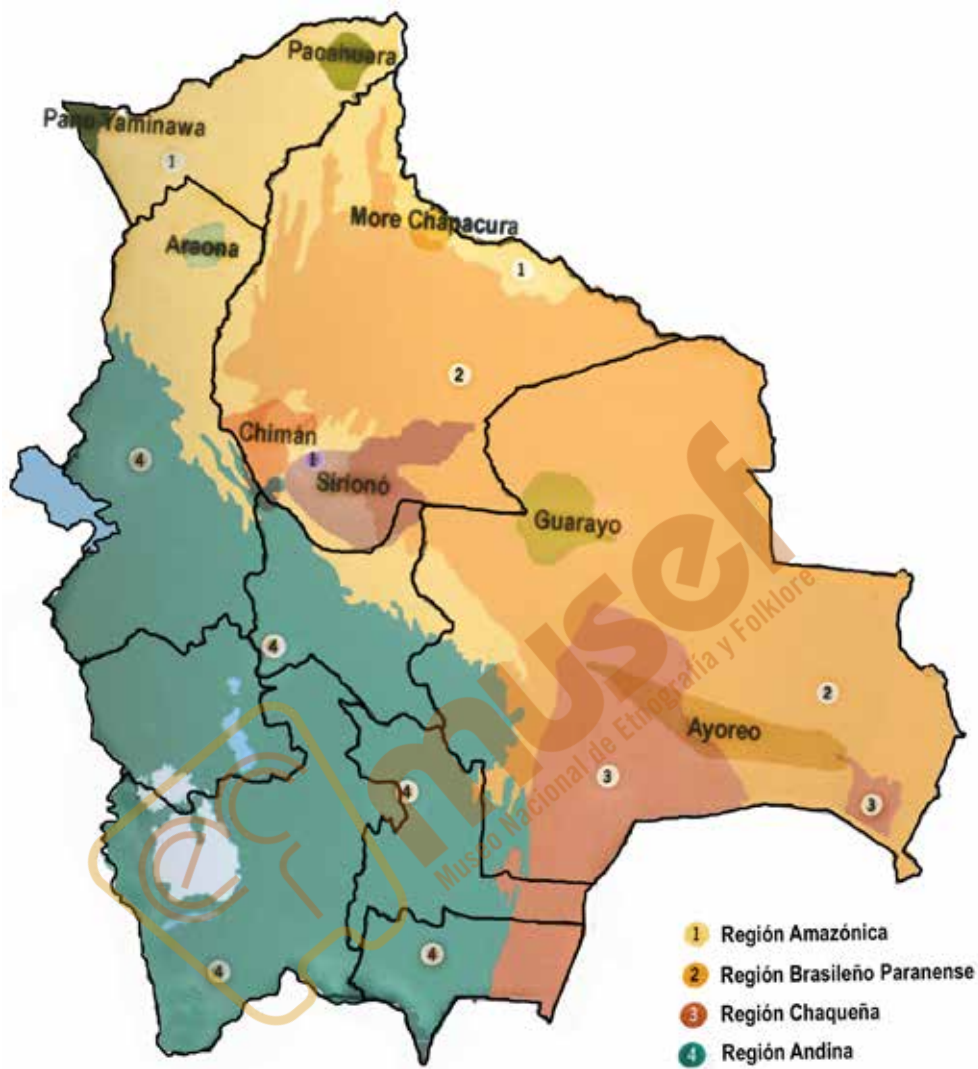 Pacahuara
Pano-Yaminawa
1
More Chapacura
Araona
1
2
Chimán
4
1
Sirionó
Guarayo
4
2
Ayoreo
4
3
3
4
4
musef
Museo Nacional de Etnografía y Folklore
1 Región Amazónica
2 Región Brasileño Paranense
3 Región Chaqueña
4 Región Andina